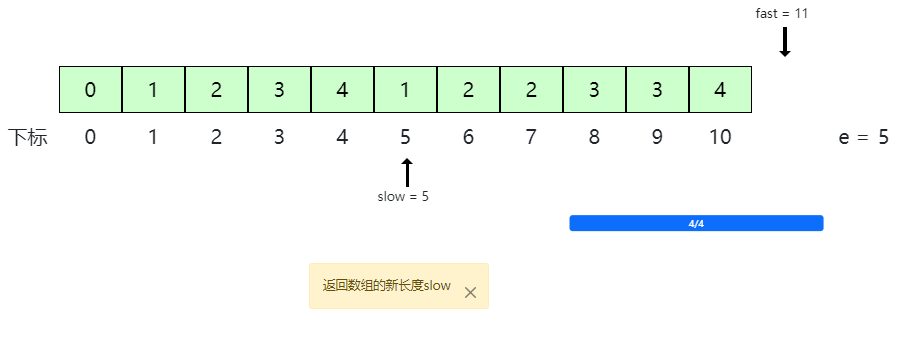 fast = 11
0 1 2 3 4 1 2 2 3 3 4
下标 0 1 2 3 4 5 6 7 8 9 10 e = 5
slow = 5
4/4
返回数组的新长度slow